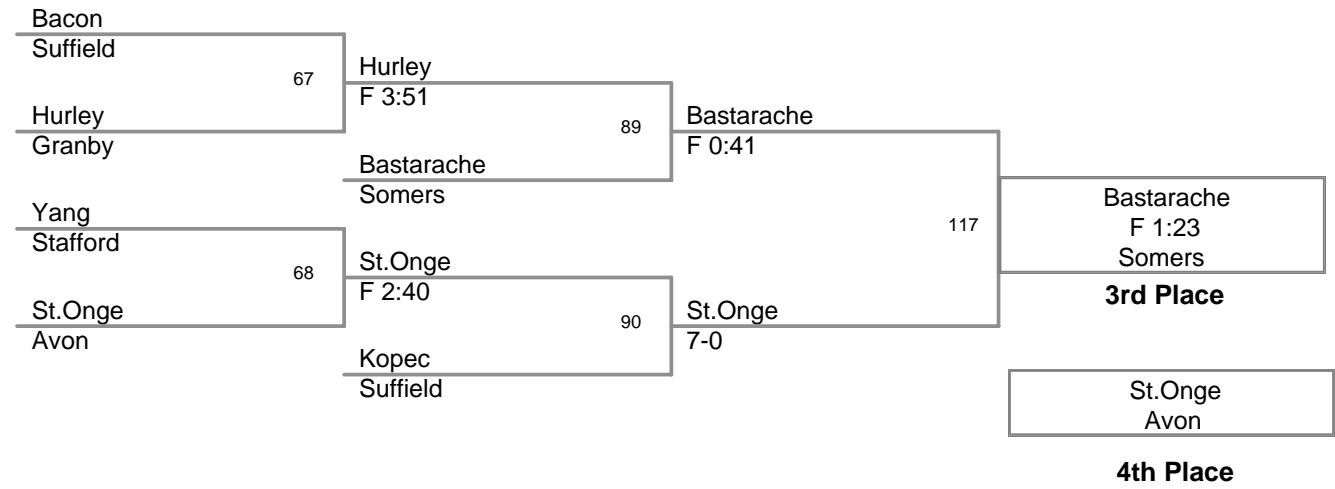 Bacon
Suffield
67
Hurley
F 3:51
Hurley
Granby
89
Bastarache
F 0:41
Bastarache
Somers
Yang
Stafford
117
Bastarache
F 1:23
Somers
3rd Place
68
St.Onge
F 2:40
St.Onge
Avon
90
St.Onge
7-0
Kopec
Suffield
St.Onge
Avon
4th Place